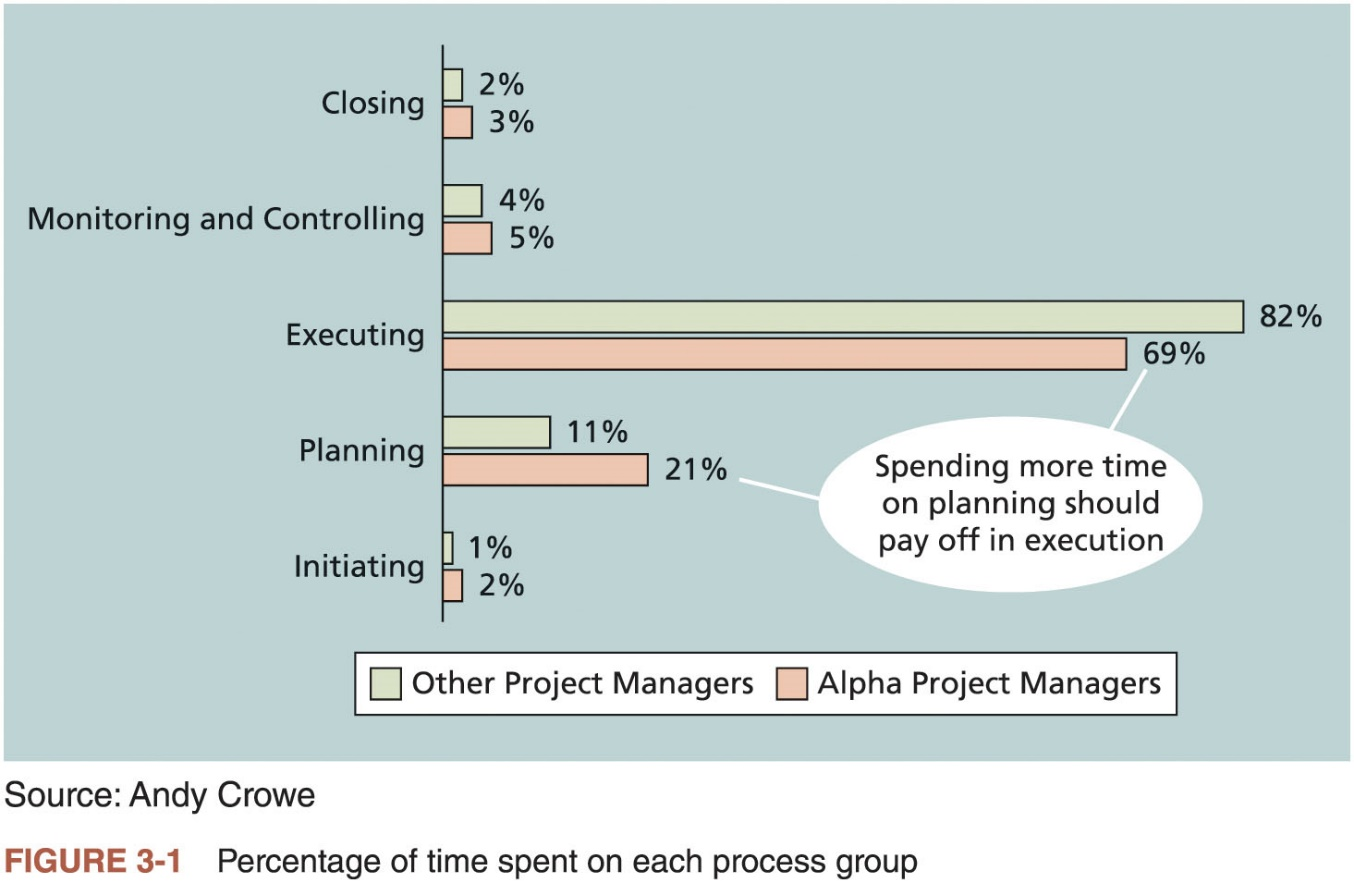 Closing
2%
3%
Monitoring and Controlling
4%
5%
Executing
82%
69%
Planning
11%
21%
Spending more time
on planning should
pay off in execution
Initiating
1%
2%
Other Project Managers
Alpha Project Managers
Source: Andy Crowe
FIGURE 3-1 Percentage of time spent on each process group